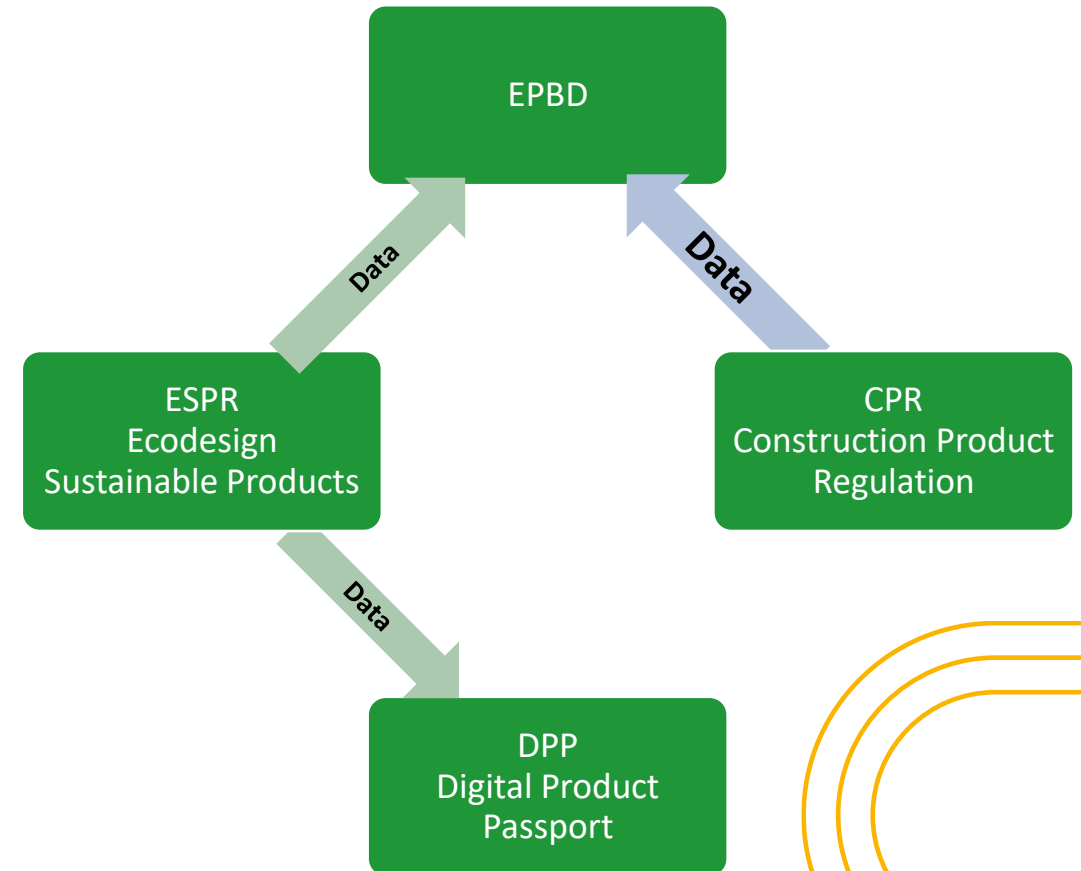 EPBD
Data
Data
ESPR
Ecodesign
Sustainable Products
CPR
Construction Product
Regulation
Data
DPP
Digital Product
Passport